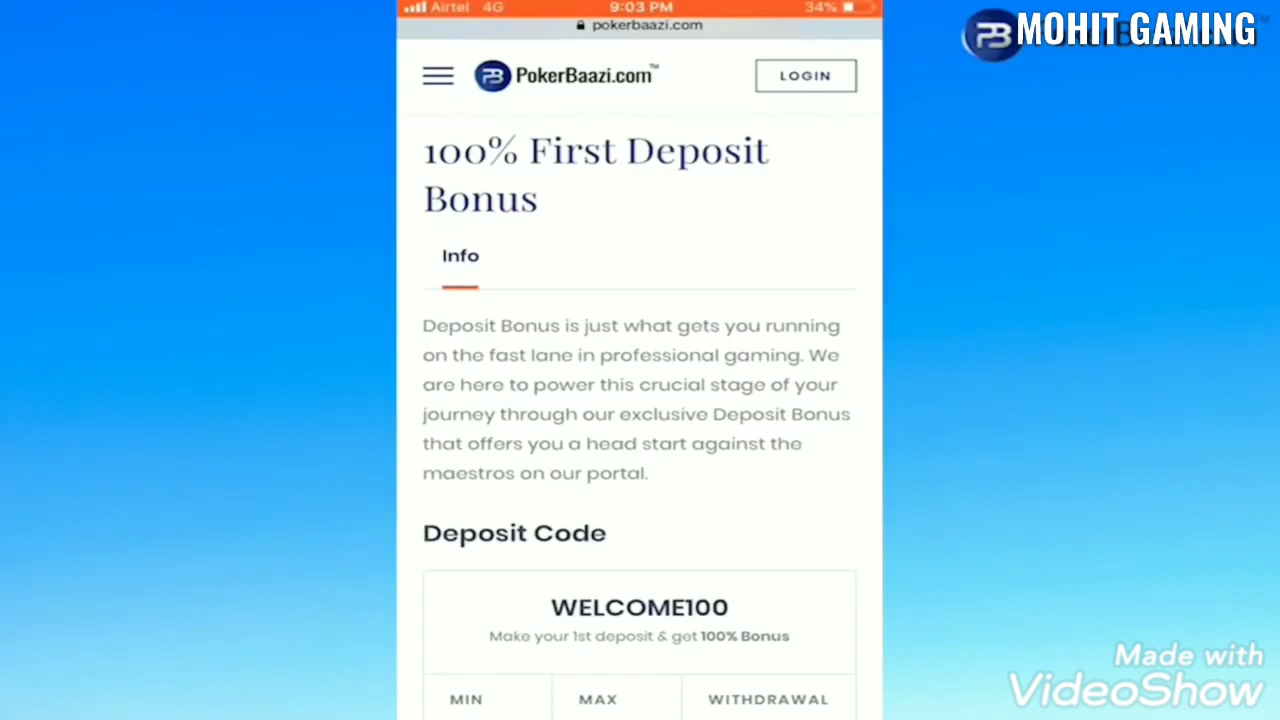 Airtel 4G 9:03 PM 34%
pokerbaazi.com
MOHIT GAMING
PB PokerBaazi.com™ LOGIN
100% First Deposit
Bonus
Info
Deposit Bonus is just what gets you running
on the fast lane in professional gaming. We
are here to power this crucial stage of your
journey through our exclusive Deposit Bonus
that offers you a head start against the
maestros on our portal.
Deposit Code
WELCOME100
Make your 1st deposit & get 100% Bonus
MIN MAX WITHDRAWAL
Made with
VideoShow